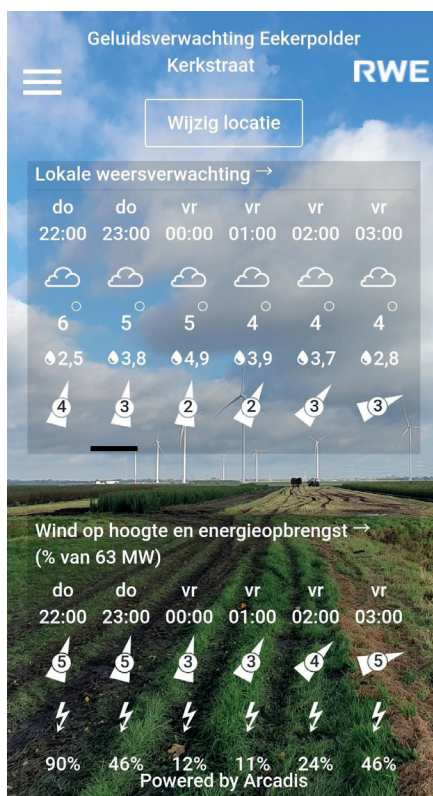 Geluidsverwachting Eekerpolder
Kerkstraat
RWE
Wijzig locatie
Lokale weersverwachting →
do do vr vr vr vr
22:00 23:00 00:00 01:00 02:00 03:00
6° 5° 5° 4° 4° 4°
2,5 3,8 4,9 3,9 3,7 2,8
4 3 2 2 3 3
Wind op hoogte en energieopbrengst →
(% van 63 MW)
do do vr vr vr vr
22:00 23:00 00:00 01:00 02:00 03:00
5 5 3 3 4 5
90% 46% 12% 11% 24% 46%
Powered by Arcadis